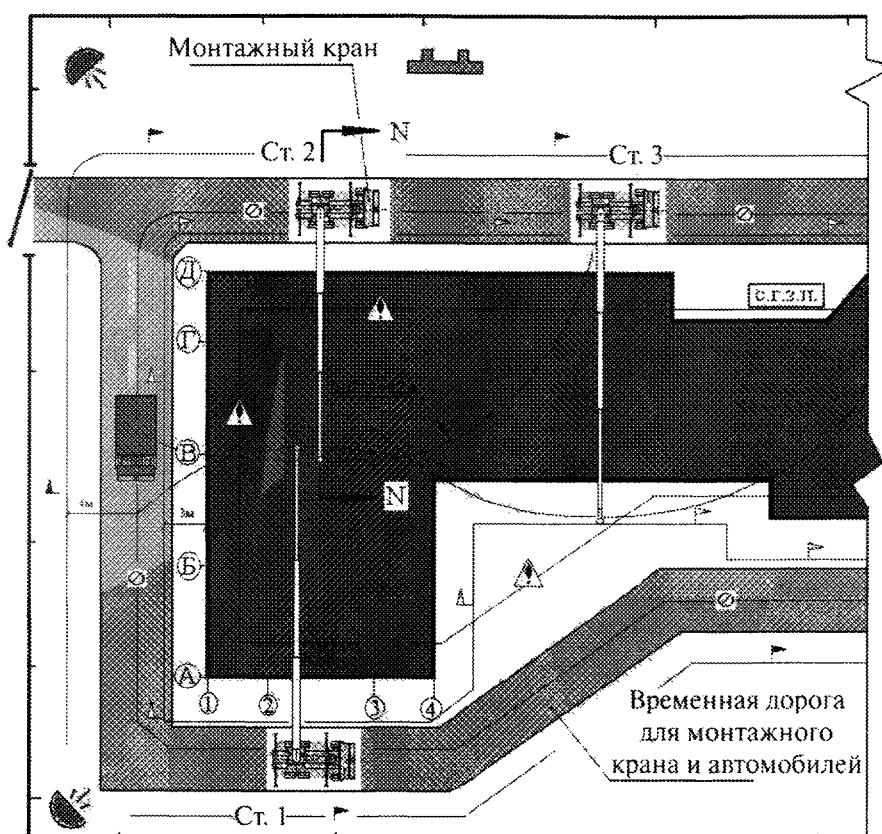 Монтажный кран
N
Ст. 2
Ст. 3
Д
с.г.з.п.
Г
В
N
4м
3м
Б
А
1
2
3
4
Временная дорога
для монтажного
крана и автомобилей
Ст. 1